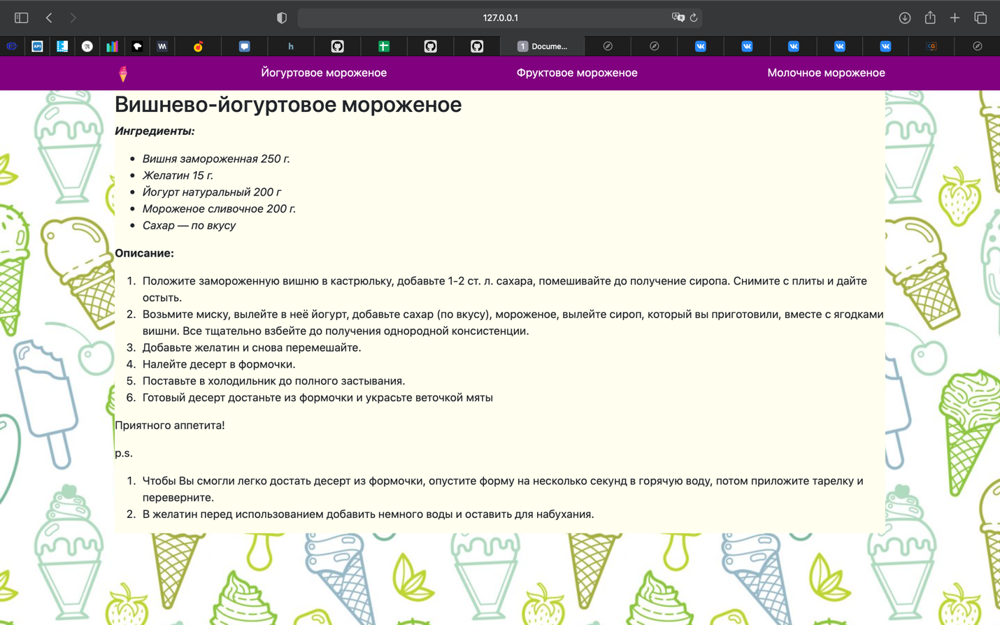 127.0.0.1
API
h
1 Docume...
CG
Йогуртовое мороженое
Фруктовое мороженое
Молочное мороженое
Вишнево-йогуртовое мороженое
Ингредиенты:
• Вишня замороженная 250 г.
• Желатин 15 г.
• Йогурт натуральный 200 г
• Мороженое сливочное 200 г.
• Сахар — по вкусу
Описание:
1. Положите замороженную вишню в кастрюльку, добавьте 1-2 ст. л. сахара, помешивайте до получение сиропа. Снимите с плиты и дайте
остыть.
2. Возьмите миску, вылейте в неё йогурт, добавьте сахар (по вкусу), мороженое, вылейте сироп, который вы приготовили, вместе с ягодками
вишни. Все тщательно взбейте до получения однородной консистенции.
3. Добавьте желатин и снова перемешайте.
4. Налейте десерт в формочки.
5. Поставьте в холодильник до полного застывания.
6. Готовый десерт достаньте из формочки и украсьте веточкой мяты
Приятного аппетита!
p.s.
1. Чтобы Вы смогли легко достать десерт из формочки, опустите форму на несколько секунд в горячую воду, потом приложите тарелку и
переверните.
2. В желатин перед использованием добавить немного воды и оставить для набухания.